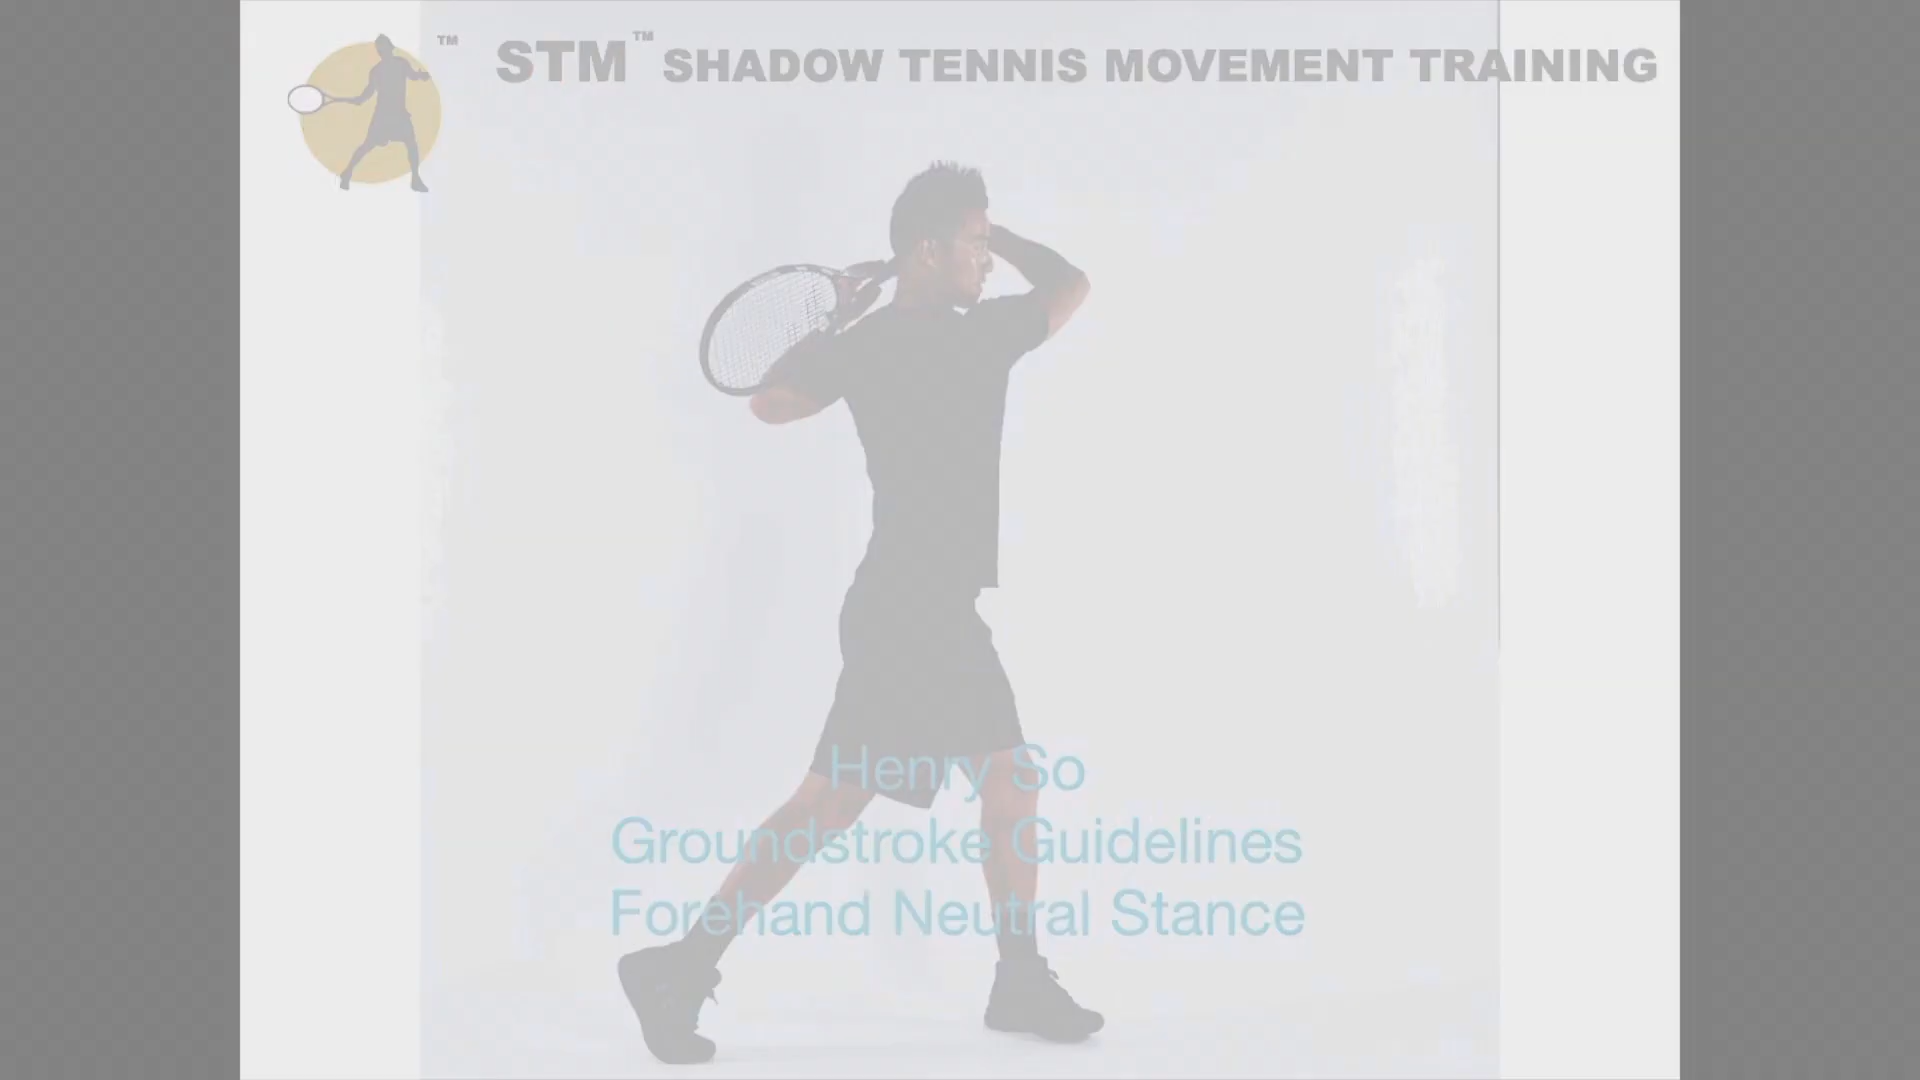 ™ STM™ SHADOW TENNIS MOVEMENT TRAINING
Henry So
Groundstroke Guidelines
Forehand Neutral Stance